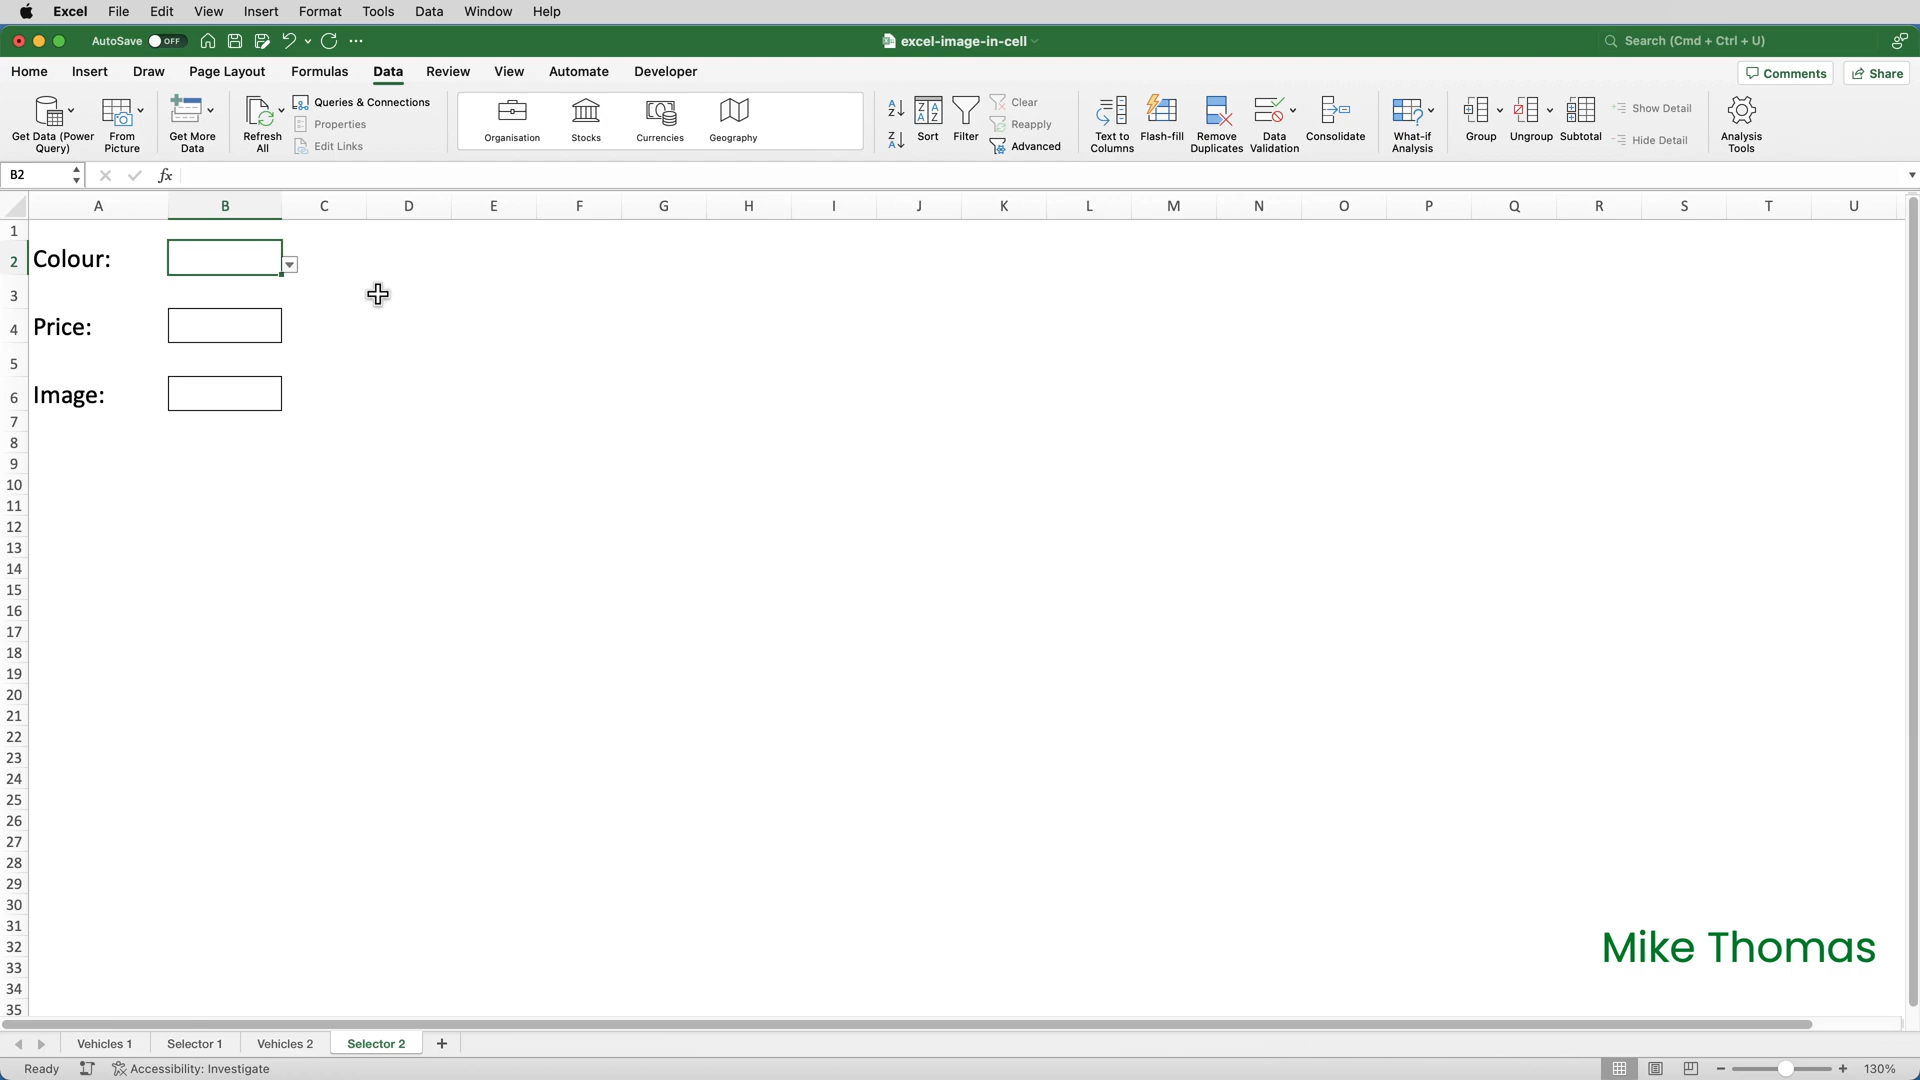 Excel File Edit View Insert Format Tools Data Window Help
AutoSave OFF excel-image-in-cell Search (Cmd + Ctrl + U)
Home Insert Draw Page Layout Formulas Data Review View Automate Developer Comments Share
Get Data (Power Query)
From Picture
Get More Data
Refresh All
Queries & Connections
Properties
Edit Links
Organisation Stocks Currencies Geography
Sort Filter
Clear
Reapply
Advanced
Text to Columns
Flash-fill
Remove Duplicates
Data Validation
Consolidate
What-if Analysis
Group Ungroup Subtotal
Show Detail
Hide Detail
Analysis Tools
B2 fx
A B C D E F G H I J K L M N O P Q R S T U
1
2 Colour:
3
4 Price:
5
6 Image:
7
8
9
10
11
12
13
14
15
16
17
18
19
20
21
22
23
24
25
26
27
28
29
30
31
32
33
34
35
Mike Thomas
Vehicles 1 Selector 1 Vehicles 2 Selector 2 +
Ready Accessibility: Investigate 130%